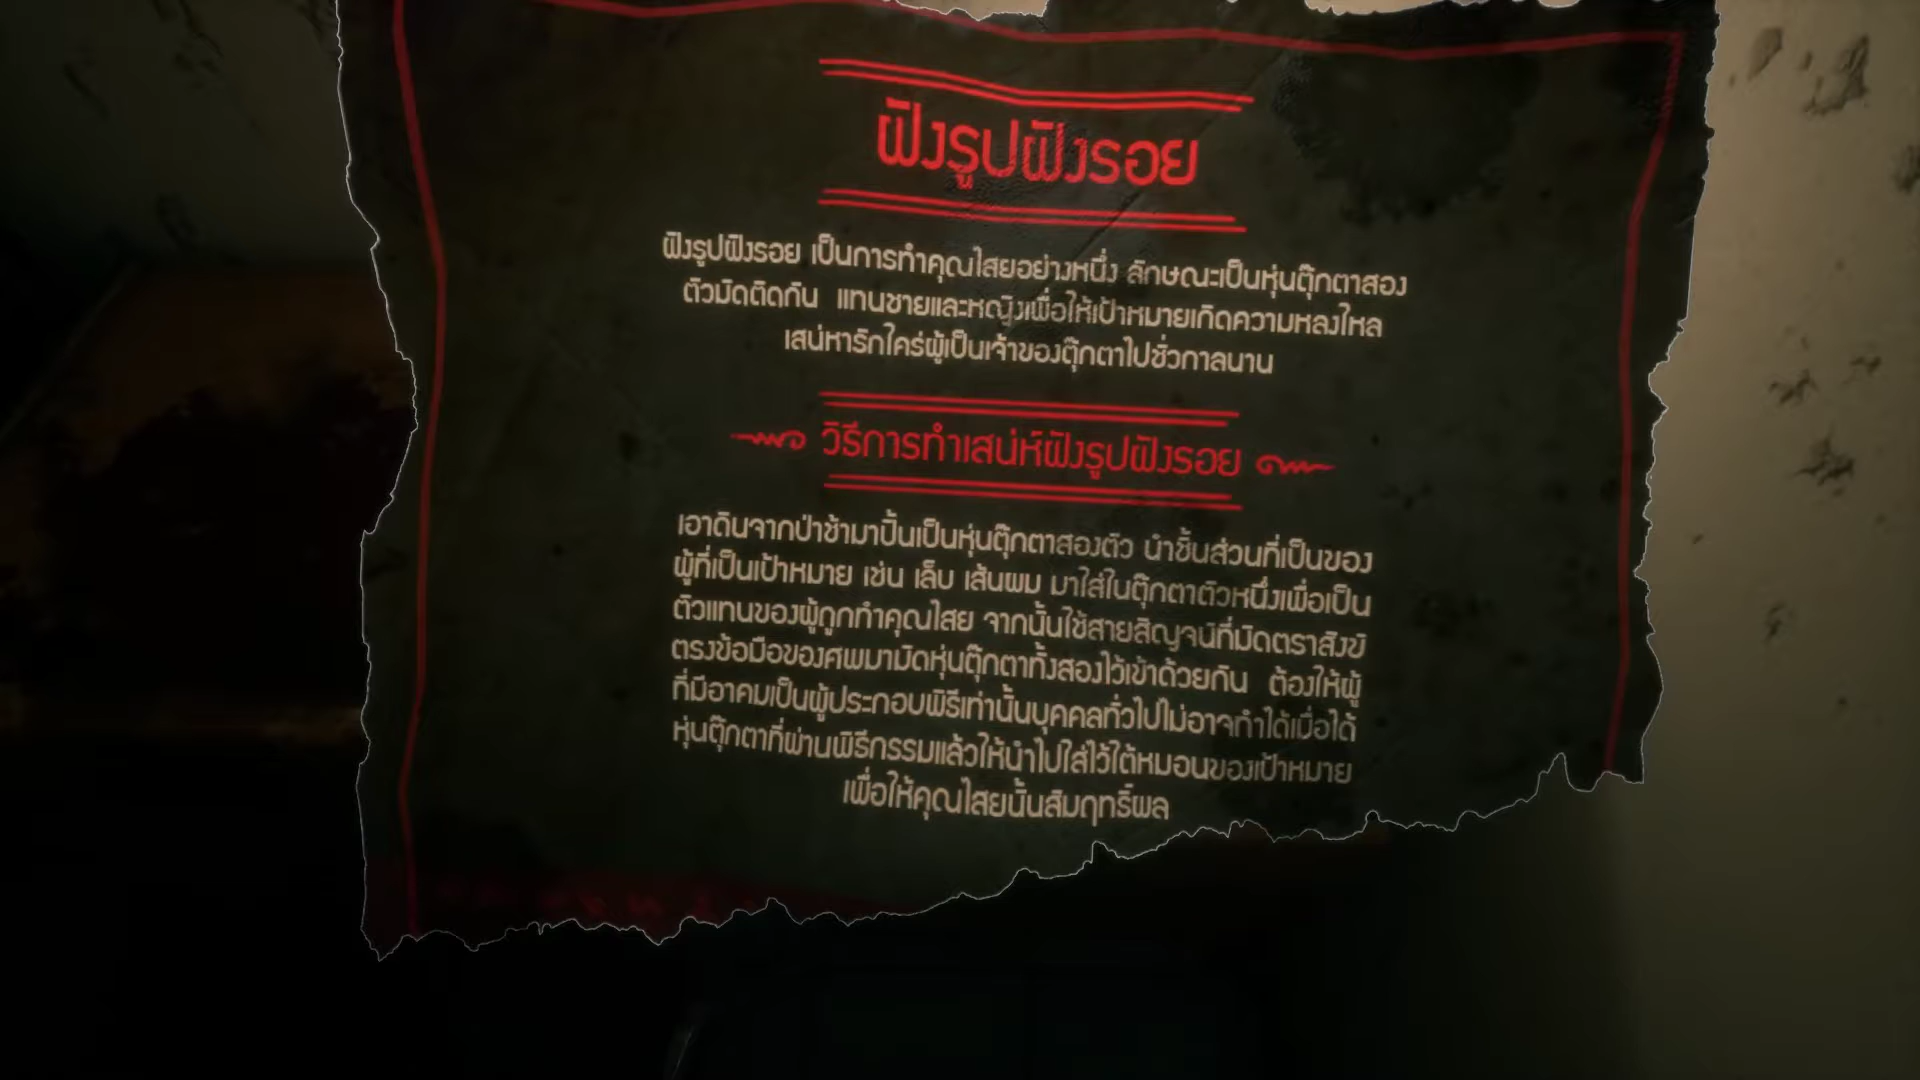 ฝังรูปฝังรอย
ฝังรูปฝังรอย เป็นการทำคุณไสยอย่างหนึ่ง ลักษณะเป็นหุ่นตุ๊กตาสอง
ตัวมัดติดกัน แทนชายและหญิงเพื่อให้เป้าหมายเกิดความหลงใหล
เสน่หารักใคร่ผู้เป็นเจ้าของตุ๊กตาไปชั่วกาลนาน
วิธีการทำเสน่ห์ฝังรูปฝังรอย
เอาดินจากป่าช้ามาปั้นเป็นหุ่นตุ๊กตาสองตัว นำชิ้นส่วนที่เป็นของ
ผู้ที่เป็นเป้าหมาย เช่น เล็บ เส้นผม มาใส่ในตุ๊กตาตัวหนึ่งเพื่อเป็น
ตัวแทนของผู้ถูกทำคุณไสย จากนั้นใช้สายสิญจน์ที่มัดตราสังข์
ตรงข้อมือของศพมามัดหุ่นตุ๊กตาทั้งสองไว้เข้าด้วยกัน ต้องให้ผู้
ที่มีอาคมเป็นผู้ประกอบพิธีเท่านั้นบุคคลทั่วไปไม่อาจทำได้เมื่อได้
หุ่นตุ๊กตาที่ผ่านพิธีกรรมแล้วให้นำไปใส่ไว้ใต้หมอนของเป้าหมาย
เพื่อให้คุณไสยนั้นสัมฤทธิ์ผล